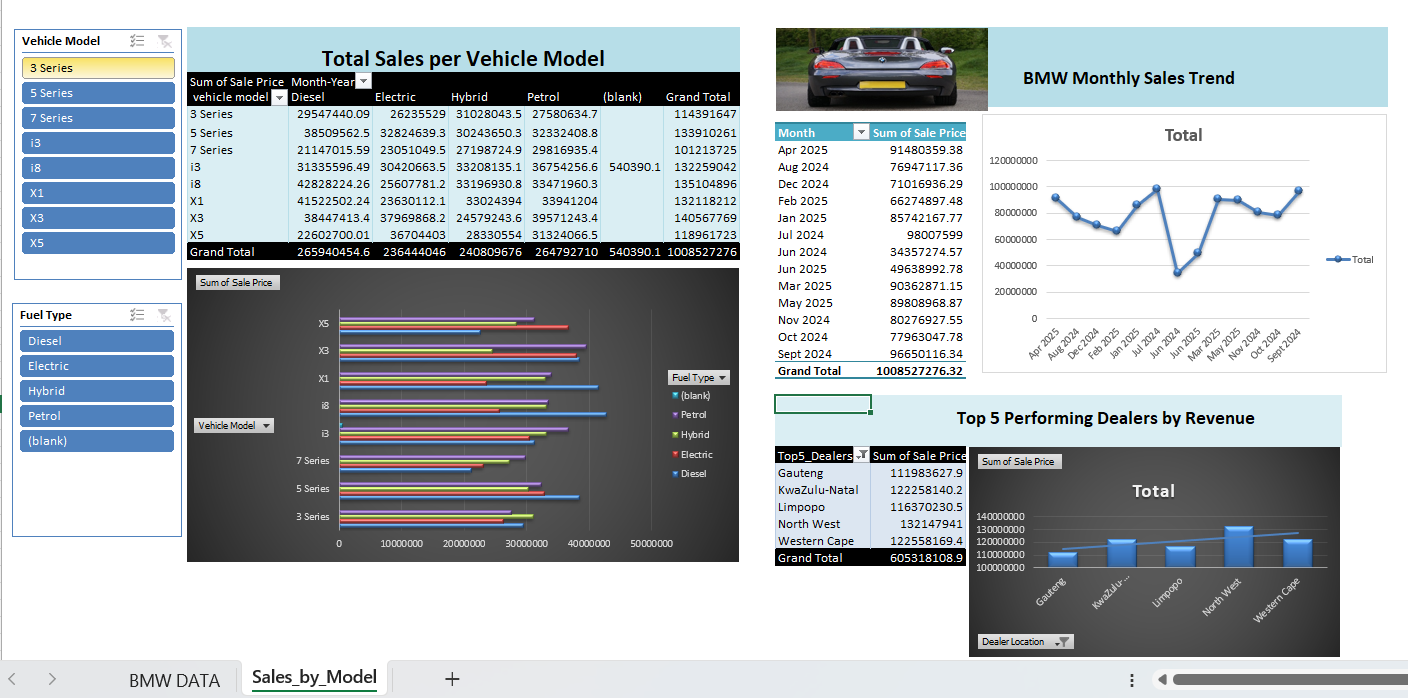 Vehicle Model
3 Series
5 Series
7 Series
i3
i8
X1
X3
X5
Fuel Type
Diesel
Electric
Hybrid
Petrol
(blank)
Total Sales per Vehicle Model
Sum of Sale Price Month-Year
vehicle model Diesel Electric Hybrid Petrol (blank) Grand Total
3 Series 29547440.09 26235529 31028043.5 27580634.7 114391647
5 Series 38509562.5 32824639.3 30243650.3 32332408.8 133910261
7 Series 21147015.59 23051049.5 27198724.9 29816935.4 101213725
i3 31335596.49 30420663.5 33208135.1 36754256.6 540390.1 132259042
i8 42828224.26 25607781.2 33196930.8 33471960.3 135104896
X1 41522502.24 23630112.1 33024394 33941204 132118212
X3 38447413.4 37969868.2 24579243.6 39571243.4 140567769
X5 22602700.01 36704403 28330554 31324066.5 118961723
Grand Total 265940454.6 236444046 240809676 264792710 540390.1 1008527276
Sum of Sale Price
X5
X3
X1
i8
i3
7 Series
5 Series
3 Series
Vehicle Model
0 10000000 20000000 30000000 40000000 50000000
Fuel Type
(blank)
Petrol
Hybrid
Electric
Diesel
BMW Monthly Sales Trend
Month Sum of Sale Price
Apr 2025 91480359.38
Aug 2024 76947117.36
Dec 2024 71016936.29
Feb 2025 66274897.48
Jan 2025 85742167.77
Jul 2024 98007599
Jun 2024 34357274.57
Jun 2025 49638992.78
Mar 2025 90362871.15
May 2025 89808968.87
Nov 2024 80276927.55
Oct 2024 77963047.78
Sept 2024 96650116.34
Grand Total 1008527276.32
Total
120000000
100000000
80000000
60000000
40000000
20000000
0
Apr 2025 Aug 2024 Dec 2024 Feb 2025 Jan 2025 Jul 2024 Jun 2024 Jun 2025 Mar 2025 May 2025 Nov 2024 Oct 2024 Sept 2024
Total
Top 5 Performing Dealers by Revenue
Top5_Dealers Sum of Sale Price
Gauteng 111983627.9
KwaZulu-Natal 122258140.2
Limpopo 116370230.5
North West 132147941
Western Cape 122558169.4
Grand Total 605318108.9
Sum of Sale Price
Total
140000000
130000000
120000000
110000000
100000000
Gauteng KwaZulu-... Limpopo North West Western Cape
Dealer Location
BMW DATA Sales_by_Model